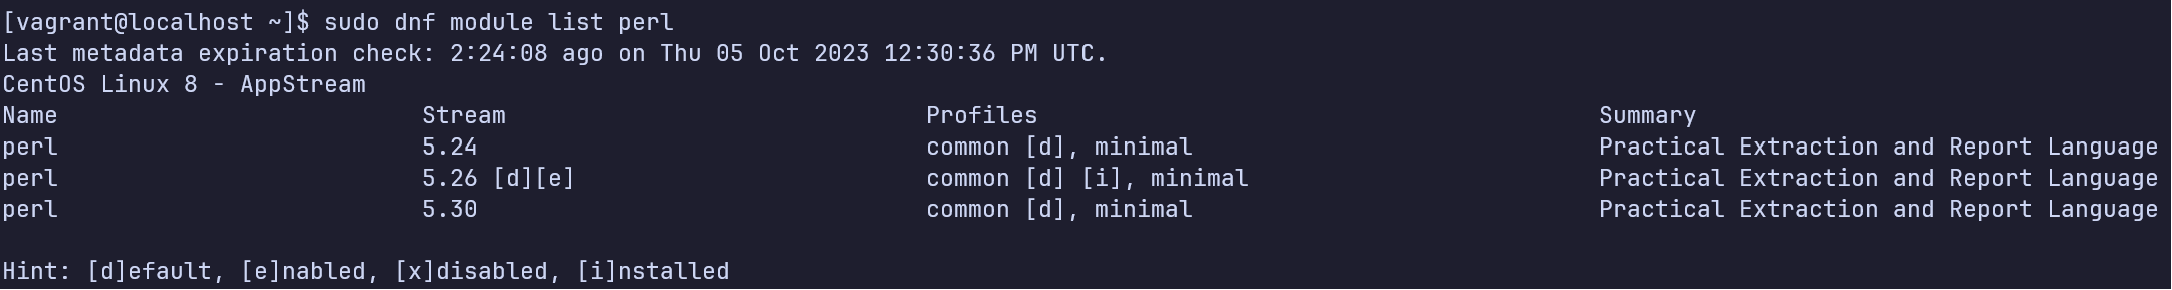 [vagrant@localhost ~]$ sudo dnf module list perl
Last metadata expiration check: 2:24:08 ago on Thu 05 Oct 2023 12:30:36 PM UTC.
CentOS Linux 8 - AppStream
Name Stream Profiles Summary
perl 5.24 common [d], minimal Practical Extraction and Report Language
perl 5.26 [d][e] common [d] [i], minimal Practical Extraction and Report Language
perl 5.30 common [d], minimal Practical Extraction and Report Language
Hint: [d]efault, [e]nabled, [x]disabled, [i]nstalled